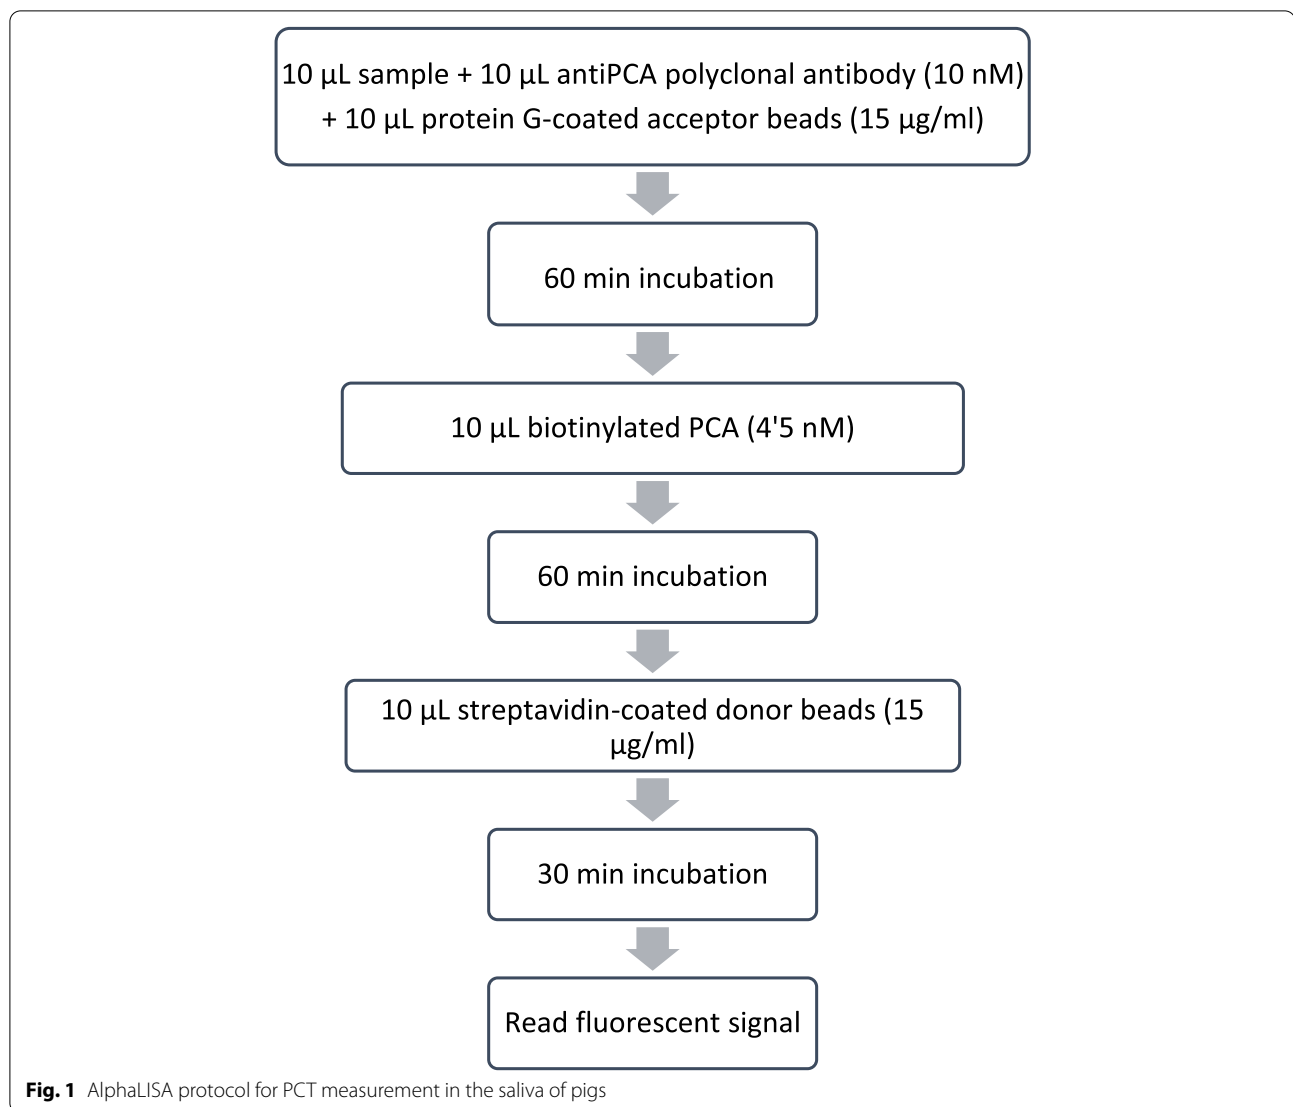 10 µL sample + 10 µL antiPCA polyclonal antibody (10 nM)
+ 10 µL protein G-coated acceptor beads (15 µg/ml)
60 min incubation
10 µL biotinylated PCA (4'5 nM)
60 min incubation
10 µL streptavidin-coated donor beads (15
µg/ml)
30 min incubation
Read fluorescent signal
Fig. 1 AlphaLISA protocol for PCT measurement in the saliva of pigs